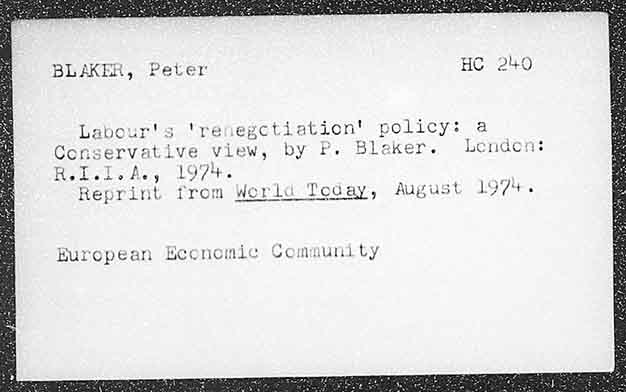 BLAKER, Peter HC 240
Labour's 'renegotiation' policy: a
Conservative view, by P. Blaker. London:
R.I.I.A., 1974.
Reprint from World Today, August 1974.
European Economic Community